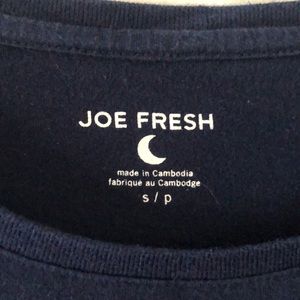 JOE FRESH
made in Cambodia
fabriqué au Cambodge
s / p